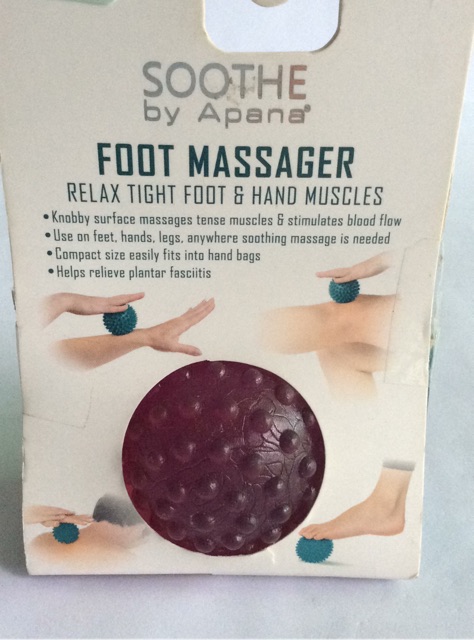 SOOTHE
by Apana®
FOOT MASSAGER
RELAX TIGHT FOOT & HAND MUSCLES
• Knobby surface massages tense muscles & stimulates blood flow
• Use on feet, hands, legs, anywhere soothing massage is needed
• Compact size easily fits into hand bags
• Helps relieve plantar fasciitis